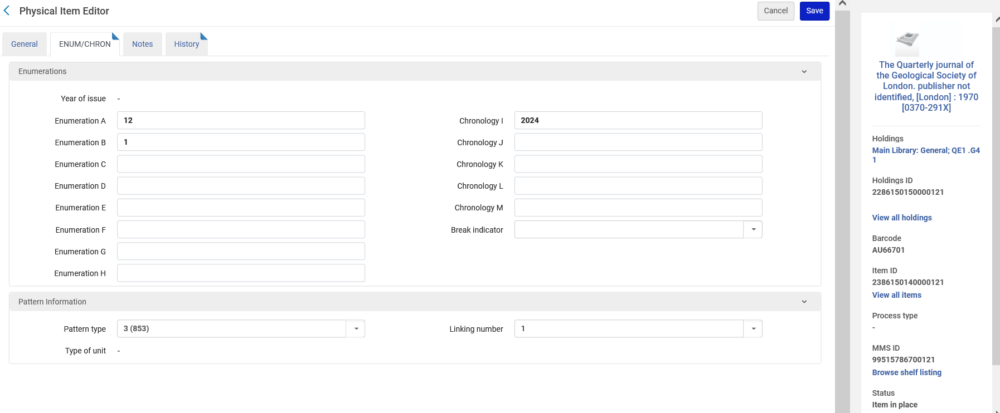 Physical Item Editor
Cancel
Save
General
ENUM/CHRON
Notes
History
Enumerations
Year of issue -
Enumeration A 12
Chronology I 2024
Enumeration B 1
Chronology J
Enumeration C
Chronology K
Enumeration D
Chronology L
Enumeration E
Chronology M
Enumeration F
Break indicator
Enumeration G
Enumeration H
Pattern Information
Pattern type 3 (853)
Linking number 1
Type of unit -
The Quarterly journal of
the Geological Society of
London. publisher not
identified, [London] : 1970
[0370-291X]
Holdings
Main Library: General; QE1 .G4
1
Holdings ID
2286150150000121
View all holdings
Barcode
AU66701
Item ID
2386150140000121
View all items
Process type
-
MMS ID
99515786700121
Browse shelf listing
Status
Item in place